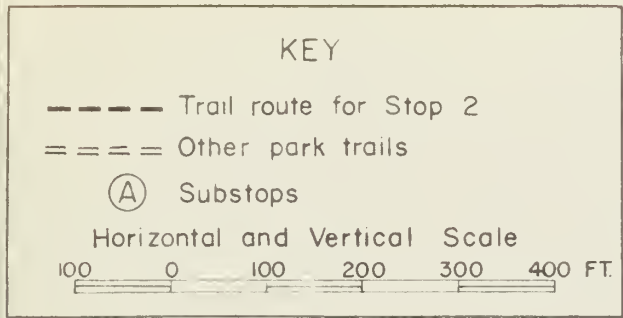 KEY
Trail route for Stop 2
Other park trails
A Substops
Horizontal and Vertical Scale
100 0 100 200 300 400 FT.